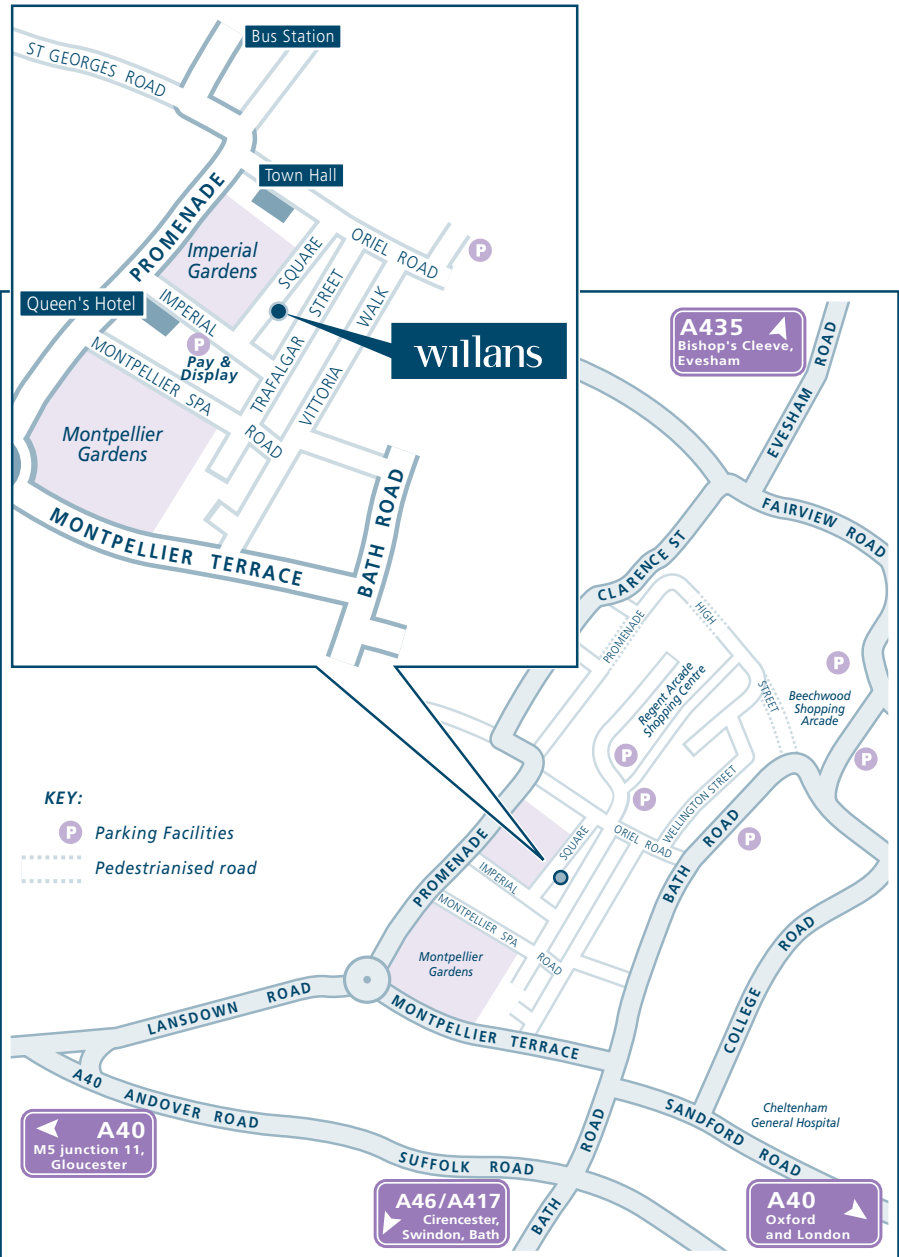 Bus Station
ST GEORGES ROAD
Town Hall
PROMENADE
ORIEL ROAD
P
Imperial
Gardens
SQUARE
Queen's Hotel
IMPERIAL
STREET
WALK
P
Pay &
Display
willans
MONTPELLIER SPA
TRAFALGAR
VITTORIA
ROAD
Montpellier
Gardens
MONTPELLIER TERRACE
BATH ROAD
A435
Bishop's Cleeve,
Evesham
EVESHAM ROAD
FAIRVIEW ROAD
CLARENCE ST
PROMENADE
HIGH
STREET
Regent Arcade
Shopping Centre
P
Beechwood
Shopping
Arcade
P
P
P
P
WELLINGTON STREET
ORIEL ROAD
SQUARE
BATH ROAD
KEY:
P Parking Facilities
Pedestrianised road
PROMENADE
IMPERIAL
MONTPELLIER SPA
ROAD
Montpellier
Gardens
COLLEGE ROAD
LANSDOWN ROAD
MONTPELLIER TERRACE
A40 ANDOVER ROAD
SANDFORD ROAD
Cheltenham
General Hospital
A40
M5 junction 11,
Gloucester
SUFFOLK ROAD
BATH ROAD
A46/A417
Cirencester,
Swindon, Bath
A40
Oxford
and London